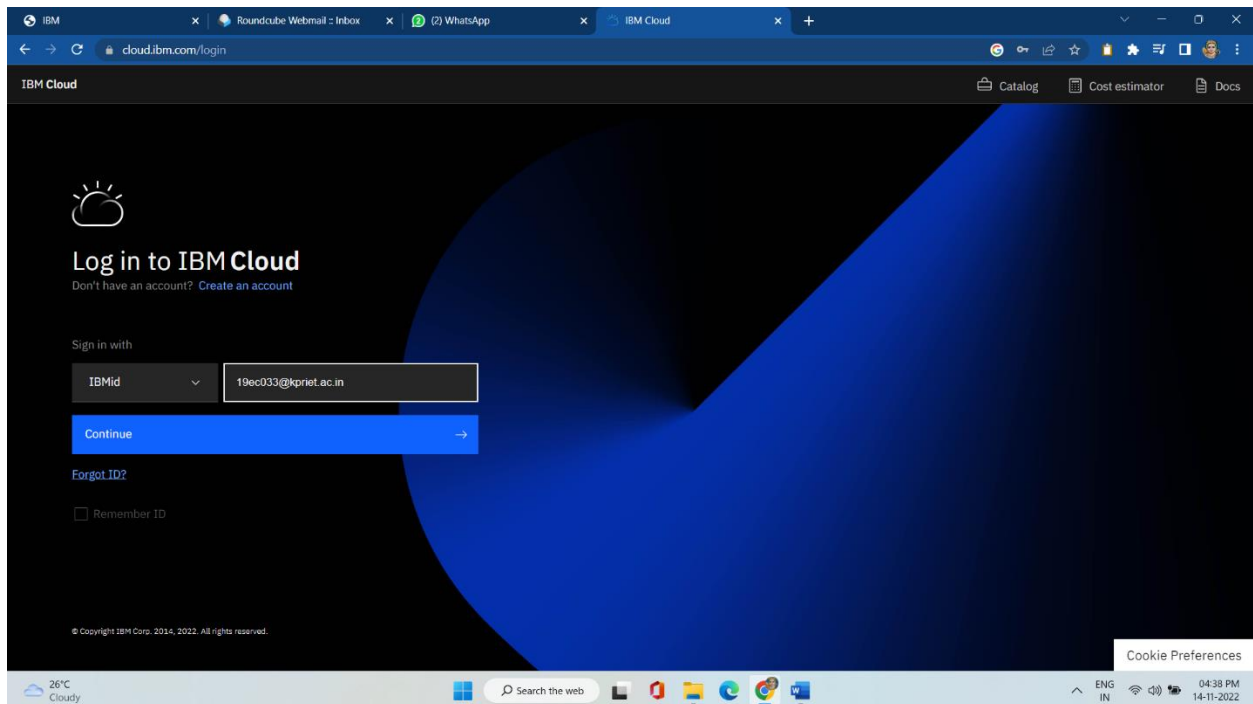 IBM
Roundcube Webmail :: Inbox
(2) WhatsApp
IBM Cloud
cloud.ibm.com/login
IBM Cloud
Catalog
Cost estimator
Docs
Log in to IBM Cloud
Don't have an account? Create an account
Sign in with
IBMid
19ec033@kpriet.ac.in
Continue
Forgot ID?
Remember ID
© Copyright IBM Corp. 2014, 2022. All rights reserved.
Cookie Preferences
26°C
Cloudy
Search the web
ENG
IN
04:38 PM
14-11-2022